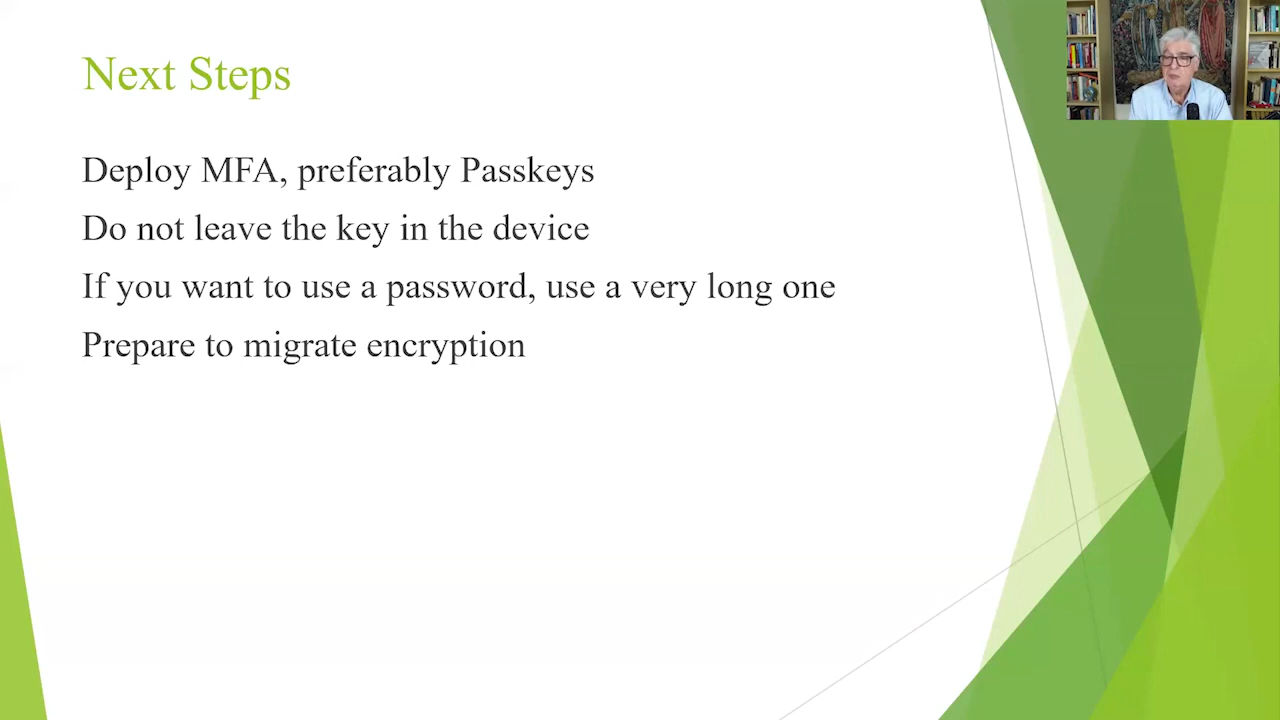 Next Steps
Deploy MFA, preferably Passkeys
Do not leave the key in the device
If you want to use a password, use a very long one
Prepare to migrate encryption